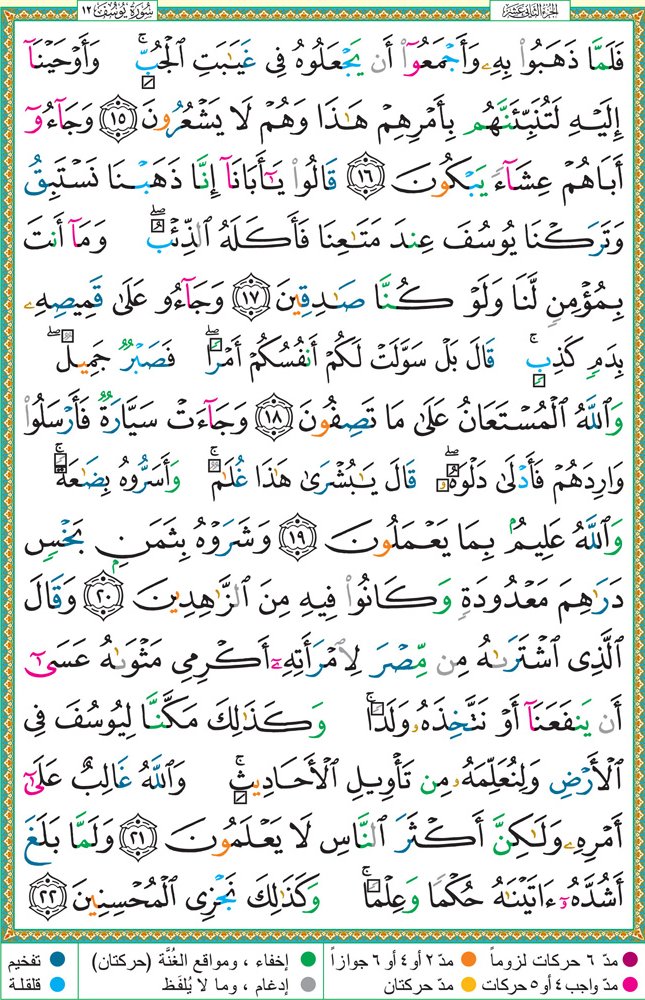 الجزء الثاني عشر
سُورَةُ يُوسُفَ ١٢
فَلَمَّا ذَهَبُوا۟ بِهِۦ وَأَجْمَعُوٓا۟ أَن يَجْعَلُوهُ فِى غَيَـٰبَتِ ٱلْجُبِّ ۚ وَأَوْحَيْنَآ
إِلَيْهِ لَتُنَبِّئَنَّهُم بِأَمْرِهِمْ هَـٰذَا وَهُمْ لَا يَشْعُرُونَ ١٥ وَجَآءُوٓ
أَبَاهُمْ عِشَآءً يَبْكُونَ ١٦ قَالُوا۟ يَـٰٓأَبَانَآ إِنَّا ذَهَبْنَا نَسْتَبِقُ
وَتَرَكْنَا يُوسُفَ عِندَ مَتَـٰعِنَا فَأَكَلَهُ ٱلذِّئْبُ ۖ وَمَآ أَنتَ
بِمُؤْمِنٍ لَّنَا وَلَوْ كُنَّا صَـٰدِقِينَ ١٧ وَجَآءُو عَلَىٰ قَمِيصِهِۦ
بِدَمٍ كَذِبٍ ۚ قَالَ بَلْ سَوَّلَتْ لَكُمْ أَنفُسُكُمْ أَمْرًا ۖ فَصَبْرٌ جَمِيلٌ ۖ
وَٱللَّهُ ٱلْمُسْتَعَانُ عَلَىٰ مَا تَصِفُونَ ١٨ وَجَآءَتْ سَيَّارَةٌ فَأَرْسَلُوا۟
وَارِدَهُمْ فَأَدْلَىٰ دَلْوَهُۥ ۖ قَالَ يَـٰبُشْرَىٰ هَـٰذَا غُلَـٰمٌ ۚ وَأَسَرُّوهُ بِضَـٰعَةً ۚ
وَٱللَّهُ عَلِيمٌۢ بِمَا يَعْمَلُونَ ١٩ وَشَرَوْهُ بِثَمَنٍۭ بَخْسٍ
دَرَٰهِمَ مَعْدُودَةٍ وَكَانُوا۟ فِيهِ مِنَ ٱلزَّٰهِدِينَ ٢٠ وَقَالَ
ٱلَّذِى ٱشْتَرَىٰهُ مِن مِّصْرَ لِٱمْرَأَتِهِۦٓ أَكْرِمِى مَثْوَىٰهُ عَسَىٰٓ
أَن يَنفَعَنَآ أَوْ نَتَّخِذَهُۥ وَلَدًا ۚ وَكَذَٰلِكَ مَكَّنَّا لِيُوسُفَ فِى
ٱلْأَرْضِ وَلِنُعَلِّمَهُۥ مِن تَأْوِيلِ ٱلْأَحَادِيثِ ۚ وَٱللَّهُ غَالِبٌ عَلَىٰٓ
أَمْرِهِۦ وَلَـٰكِنَّ أَكْثَرَ ٱلنَّاسِ لَا يَعْلَمُونَ ٢١ وَلَمَّا بَلَغَ
أَشُدَّهُۥٓ ءَاتَيْنَـٰهُ حُكْمًا وَعِلْمًا ۚ وَكَذَٰلِكَ نَجْزِى ٱلْمُحْسِنِينَ ٢٢
مدّ ٦ حركات لزوماً مدّ ٢ أو ٤ أو ٦ جوازاً إخفاء ، ومواقع الغُنَّة (حركتان) تفخيم
مدّ واجب ٤ أو ٥ حركات مدّ حركتان إدغام ، وما لا يُلفَظ قلقلة